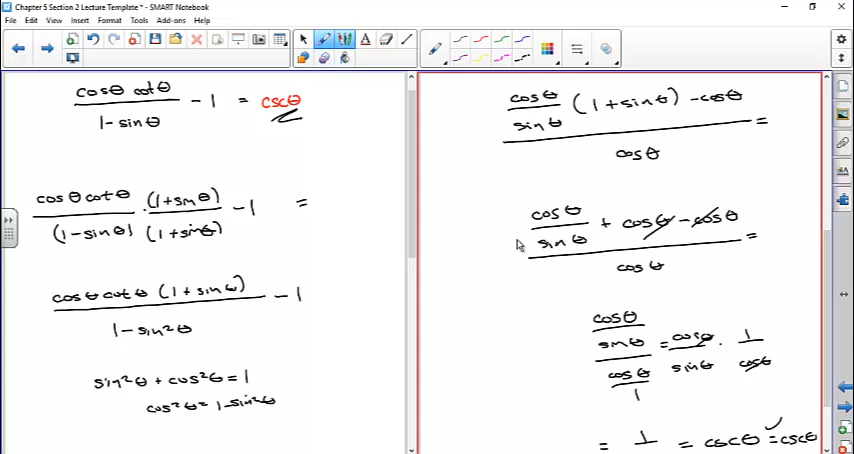 Chapter 5 Section 2 Lecture Template * - SMART Notebook
File Edit View Insert Format Tools Add-ons Help
cosθ cotθ / 1 - sinθ - 1 = cscθ
cosθ cotθ / (1 - sinθ) · (1 + sinθ) / (1 + sinθ) - 1 =
cosθ cotθ (1 + sinθ) / 1 - sin²θ - 1
sin²θ + cos²θ = 1
cos²θ = 1 - sin²θ
cosθ / sinθ (1 + sinθ) - cosθ / cosθ =
cosθ / sinθ + cosθ - cosθ / cosθ =
cosθ / sinθ / cosθ / 1 = cosθ / sinθ · 1 / cosθ
= 1 = cscθ = cscθ